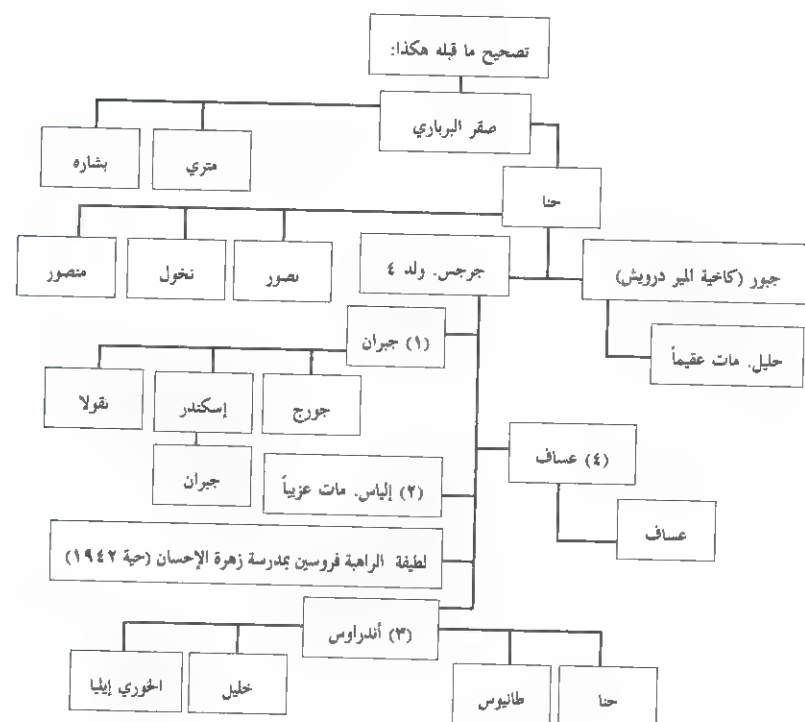 تصحيح ما قبله هكذا:
صقر البرباري
متري
بشاره
حنا
نصور
نخول
منصور
جبور (كاخية المير درويش)
جرجس. ولد ٤
خليل. مات عقيماً
(١) جبران
جورج
إسكندر
نقولا
جبران
(٤) عساف
عساف
(٢) إلياس. مات عزيباً
لطيفة الراهبة فروسين بمدرسة زهرة الإحسان (حية ١٩٤٢)
(٣) أندراوس
حنا
طانيوس
خليل
الخوري إيليا